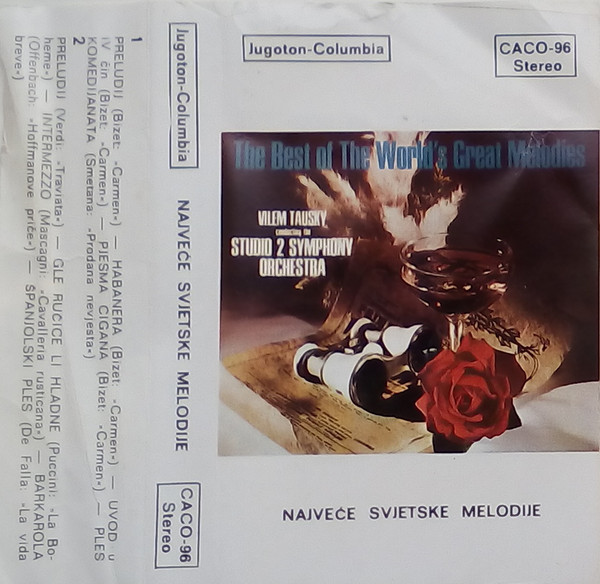 Jugoton-Columbia
CACO-96
Stereo
The Best of The World's Great Melodies
VILEM TAUSKY
conducting the
STUDIO 2 SYMPHONY
ORCHESTRA
NAJVEĆE SVJETSKE MELODIJE
Jugoton-Columbia
NAJVEĆE SVJETSKE MELODIJE
CACO-96
Stereo
1
PRELUDIJ (Bizet: »Carmen«) — HABANERA (Bizet: »Carmen«) — UVOD u
IV čin (Bizet: »Carmen«) — PJESMA CIGANA (Bizet: »Carmen«) — PLES
KOMEDIJANATA (Smetana: »Prodana nevjesta«)
2
PRELUDIJ (Verdi: »Traviata«) — GLE RUČICE LI HLADNE (Puccini: »La Bo-
heme«) — INTERMEZZO (Mascagni: »Cavalleria rusticana«) — BARKAROLA
(Offenbach: »Hoffmanove priče«) — ŠPANJOLSKI PLES (De Falla: »La vida
breve«)